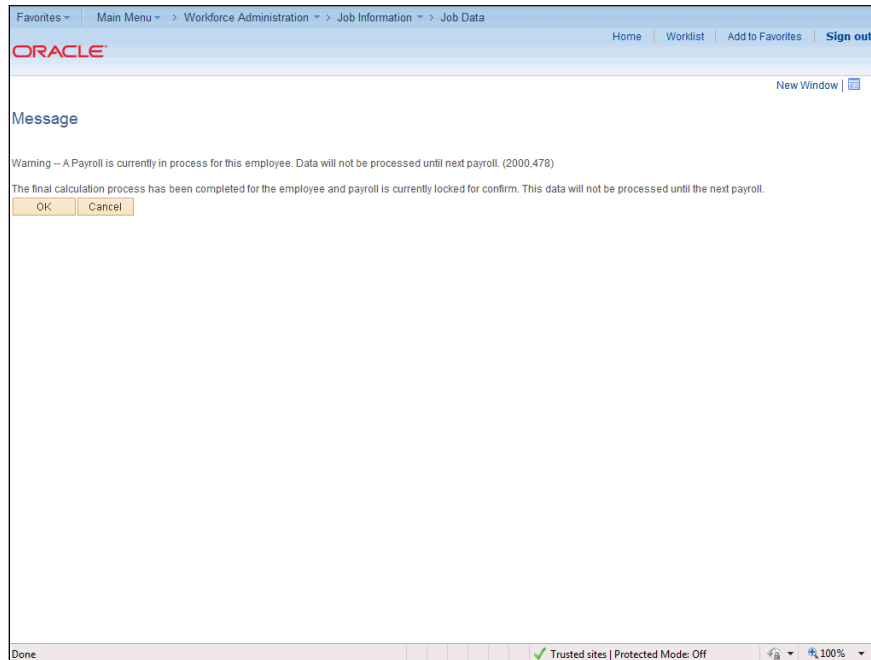 Favorites Main Menu > Workforce Administration > Job Information > Job Data
Home Worklist Add to Favorites Sign out
ORACLE
New Window
Message
Warning -- A Payroll is currently in process for this employee. Data will not be processed until next payroll. (2000,478)
The final calculation process has been completed for the employee and payroll is currently locked for confirm. This data will not be processed until the next payroll.
OK Cancel
Done Trusted sites | Protected Mode: Off 100%